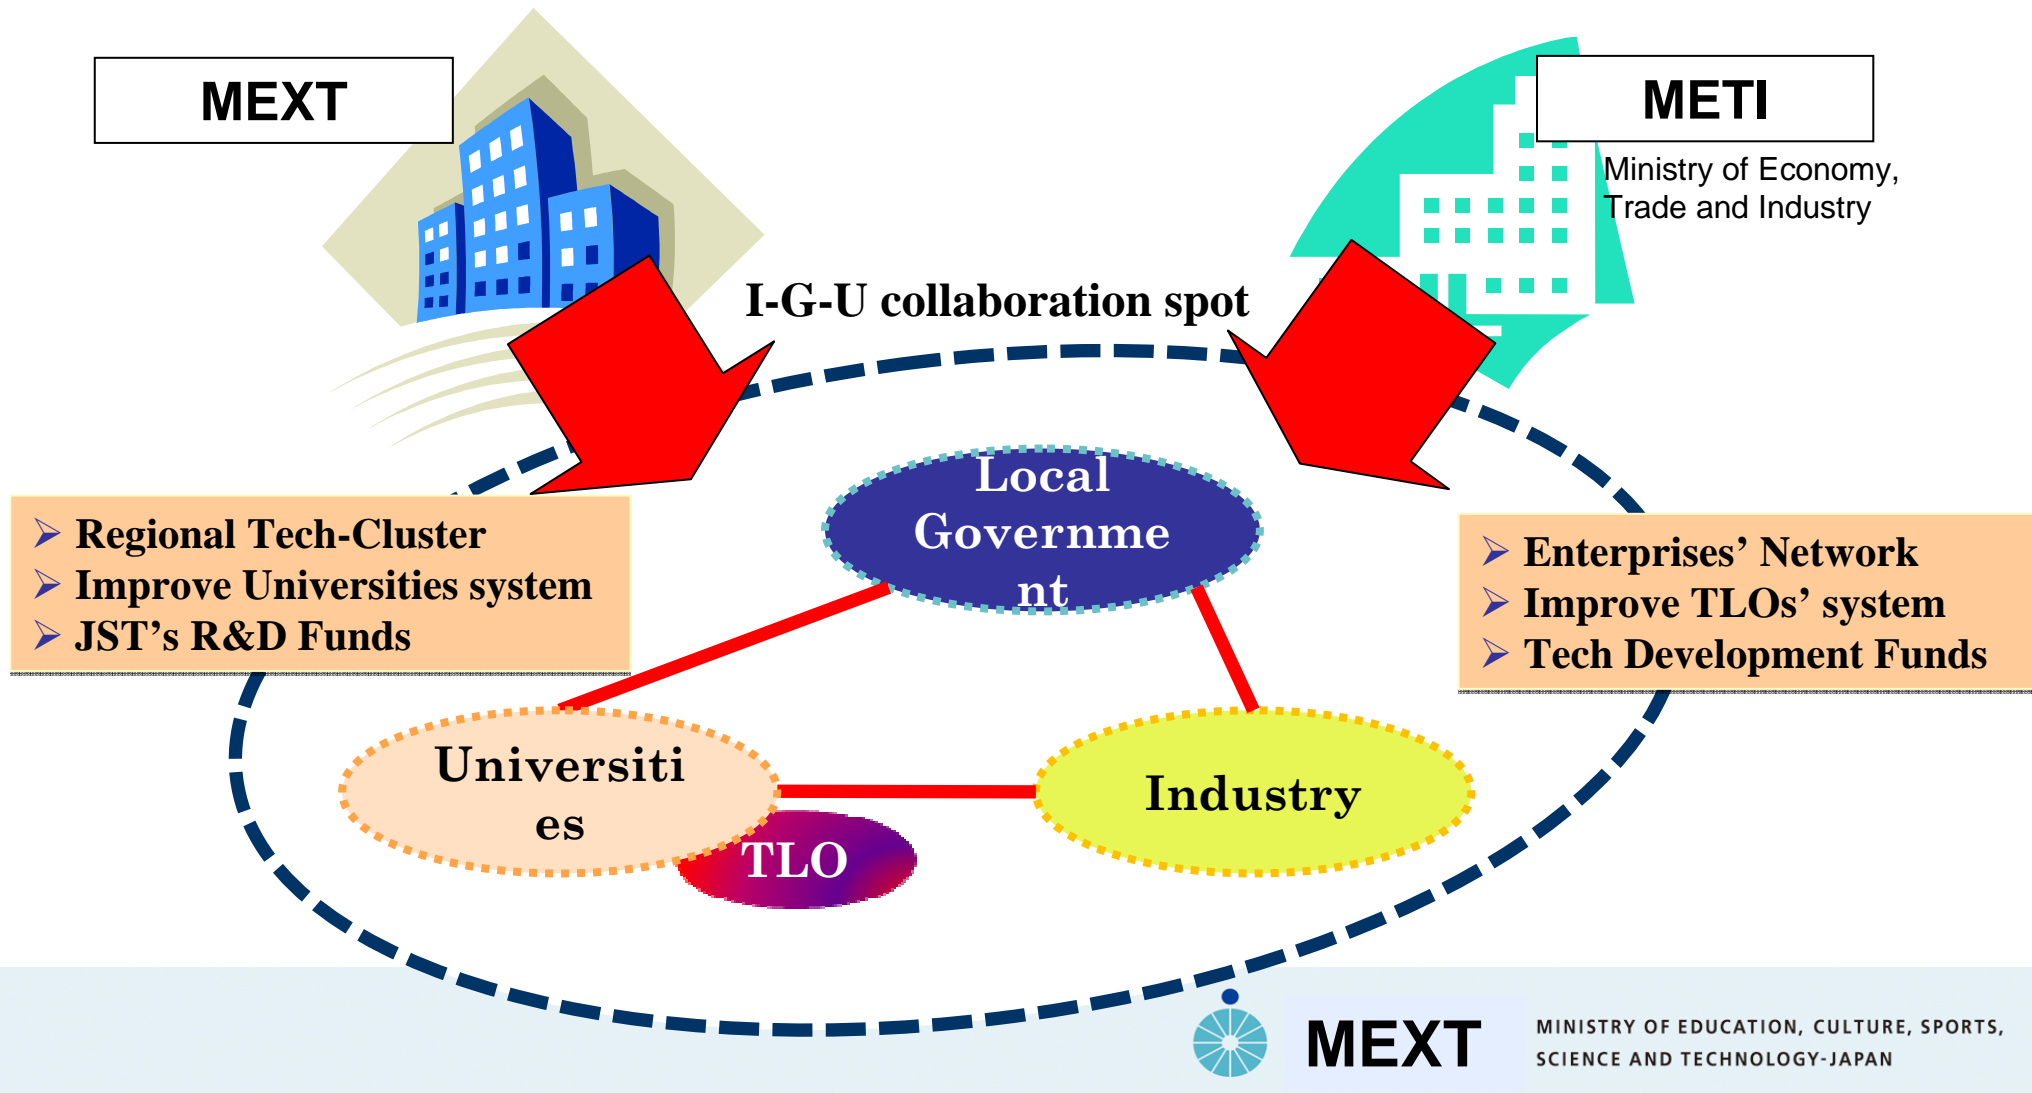 MEXT
METI
Ministry of Economy,
Trade and Industry
I-G-U collaboration spot
Local
Governme
nt
➢ Regional Tech-Cluster
➢ Improve Universities system
➢ JST’s R&D Funds
➢ Enterprises’ Network
➢ Improve TLOs’ system
➢ Tech Development Funds
Universiti
es
Industry
TLO
MEXT
MINISTRY OF EDUCATION, CULTURE, SPORTS,
SCIENCE AND TECHNOLOGY-JAPAN